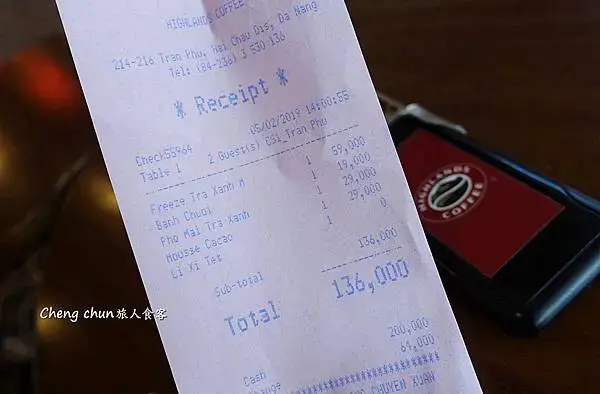 HIGHLANDS COFFEE
214-216 Tran Phu, Hai Chau Dis, Da Nang
Tel: (84-236) 3 530 136
* Receipt *
05/02/2019 14:00:55
Check55964
Table 1 2 Guest(s) CS1_Tran Phu
Freeze Tra Xanh M 1 59,000
Banh Chuoi 1 19,000
Pho Mai Tra Xanh 1 29,000
Mousse Cacao 1 29,000
Li Xi Tet 1 0
Sub-total 136,000
Total 136,000
Cash 200,000
Change 64,000
CHUYEN XUAN
HIGHLANDS
COFFEE
Cheng chun旅人食客